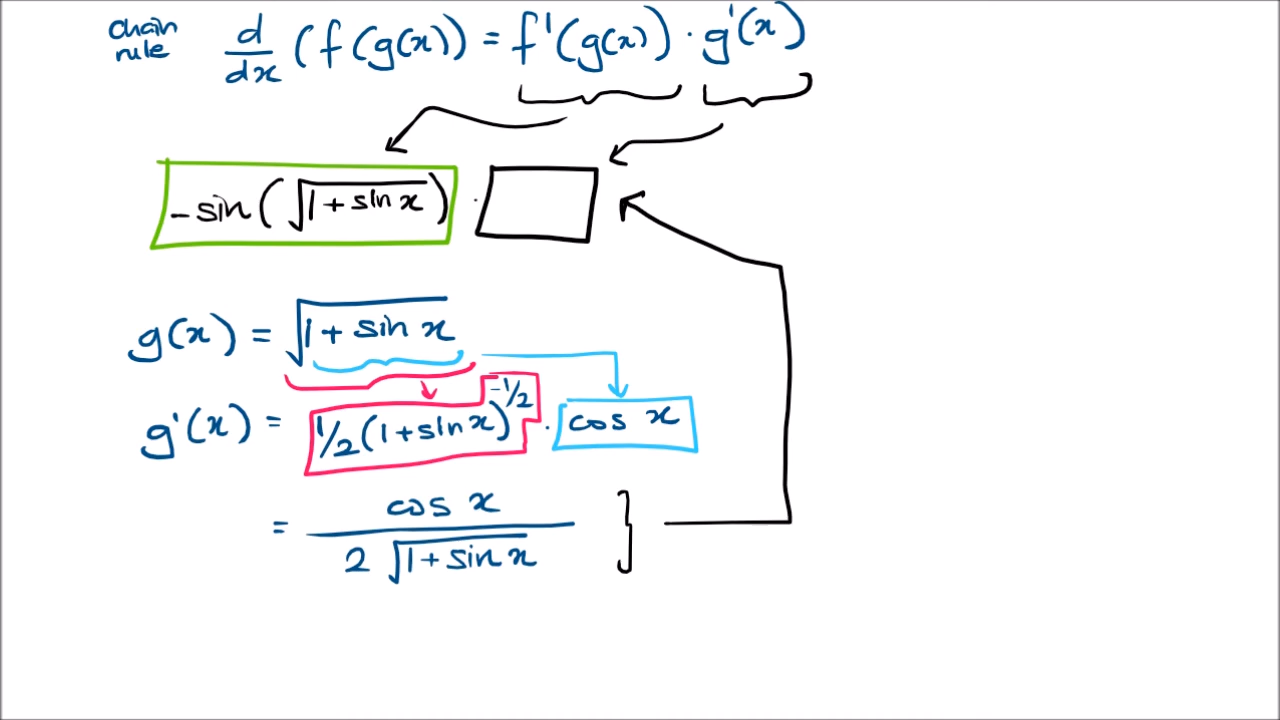 chain rule
d/dx (f(g(x)) = f'(g(x)) · g'(x)
-sin(√(1+sin x)) ·
g(x) = √(1+sin x)
g'(x) = 1/2(1+sin x)^(-1/2) · cos x
= cos x / 2√(1+sin x)